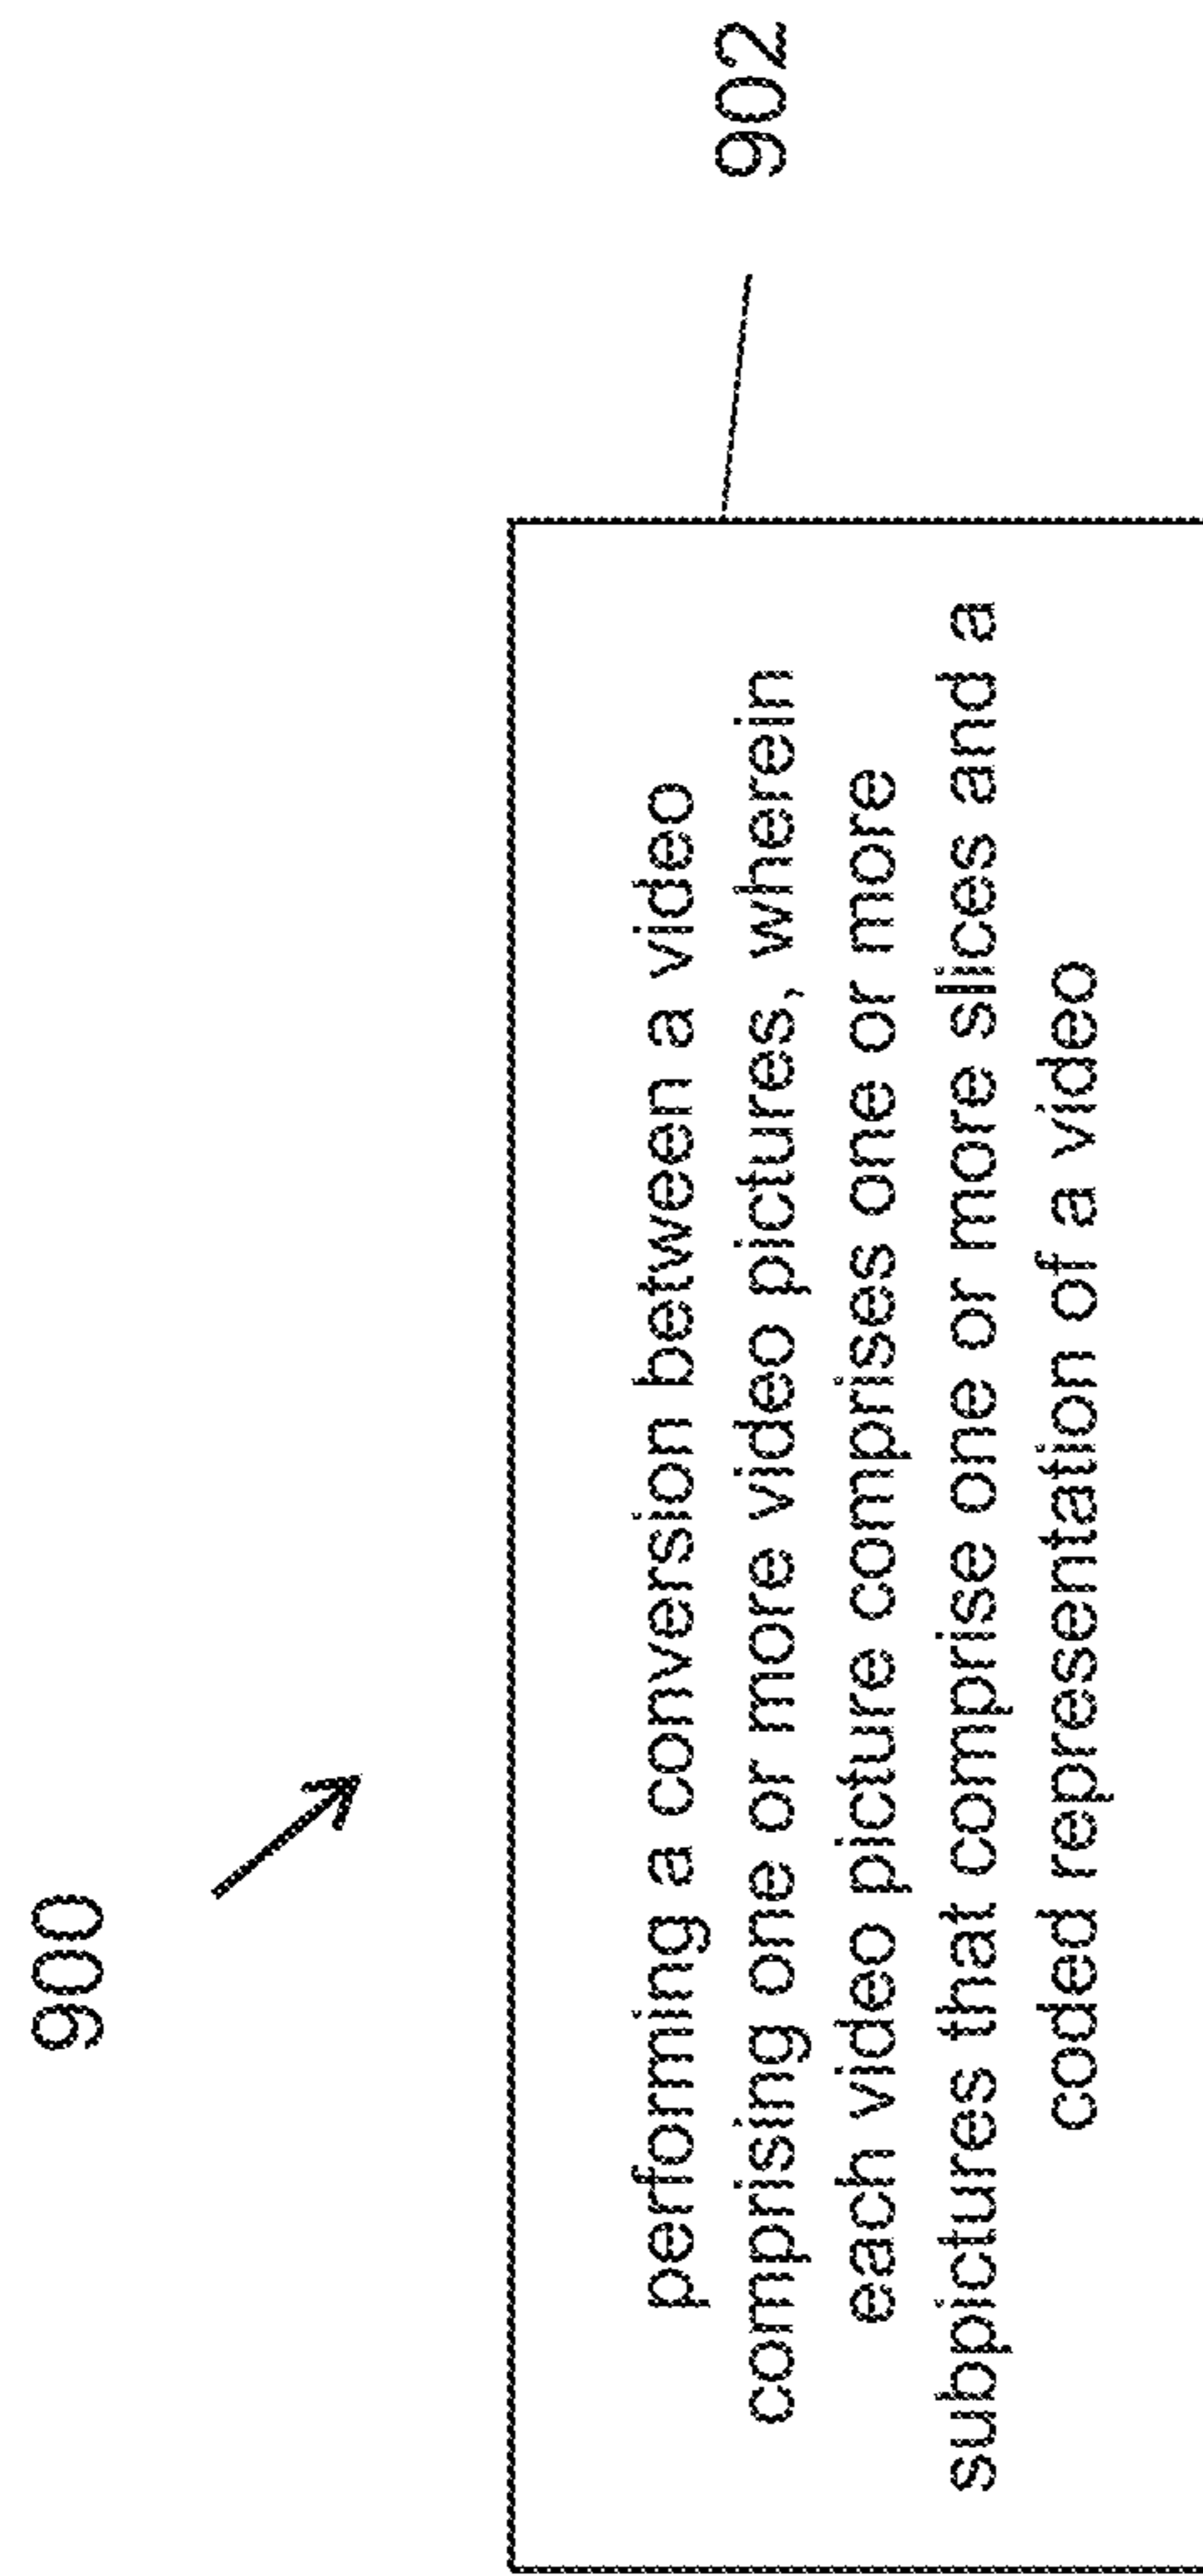 900
902
performing a conversion between a video
comprising one or more video pictures, wherein
each video picture comprises one or more
subpictures that comprise one or more slices and a
coded representation of a video